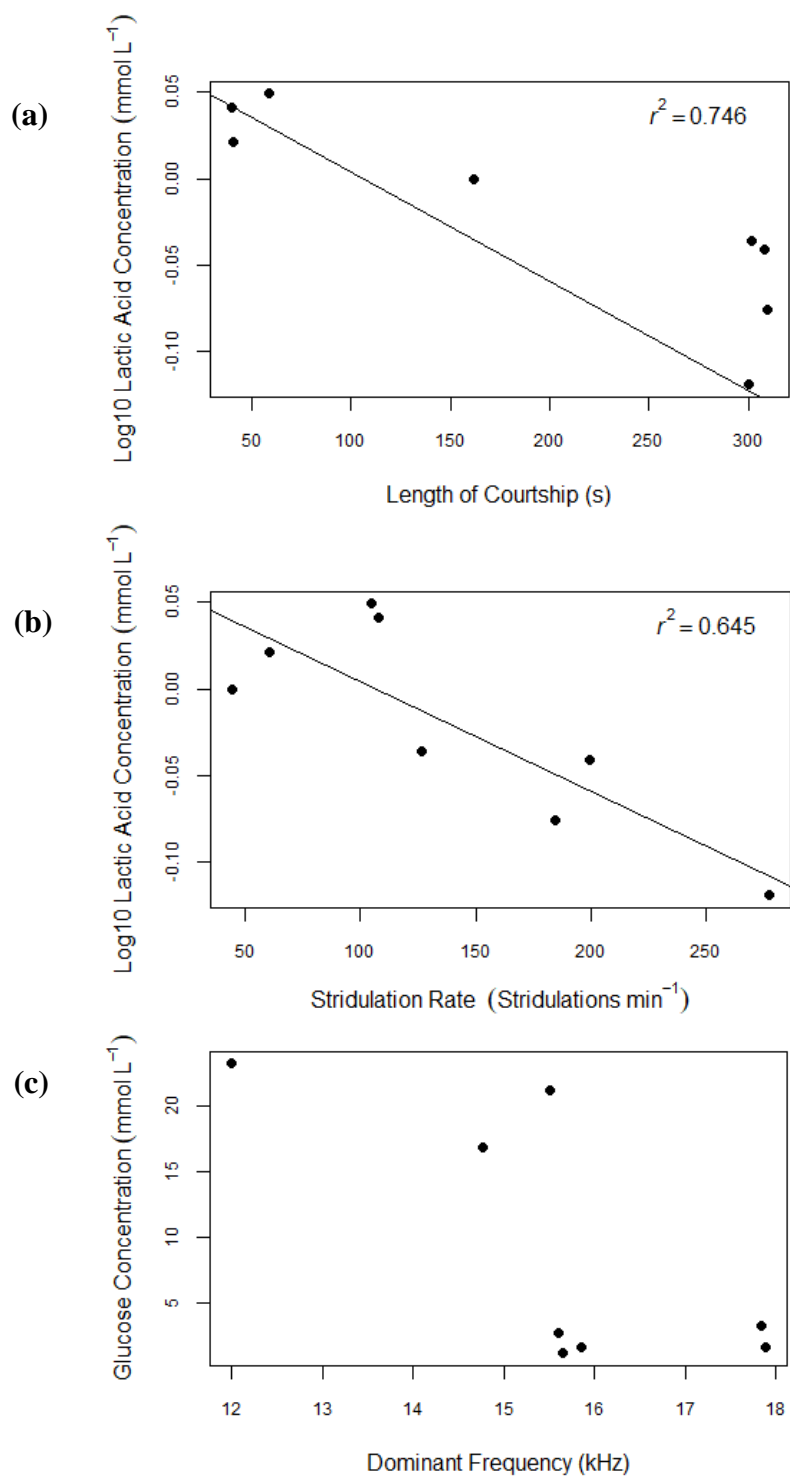 (a)
Log10 Lactic Acid Concentration (mmol L⁻¹)
0.05
0.00
-0.05
-0.10
r² = 0.746
50 100 150 200 250 300
Length of Courtship (s)
(b)
Log10 Lactic Acid Concentration (mmol L⁻¹)
0.05
0.00
-0.05
-0.10
r² = 0.645
50 100 150 200 250
Stridulation Rate (Stridulations min⁻¹)
(c)
Glucose Concentration (mmol L⁻¹)
20
15
10
5
12 13 14 15 16 17 18
Dominant Frequency (kHz)